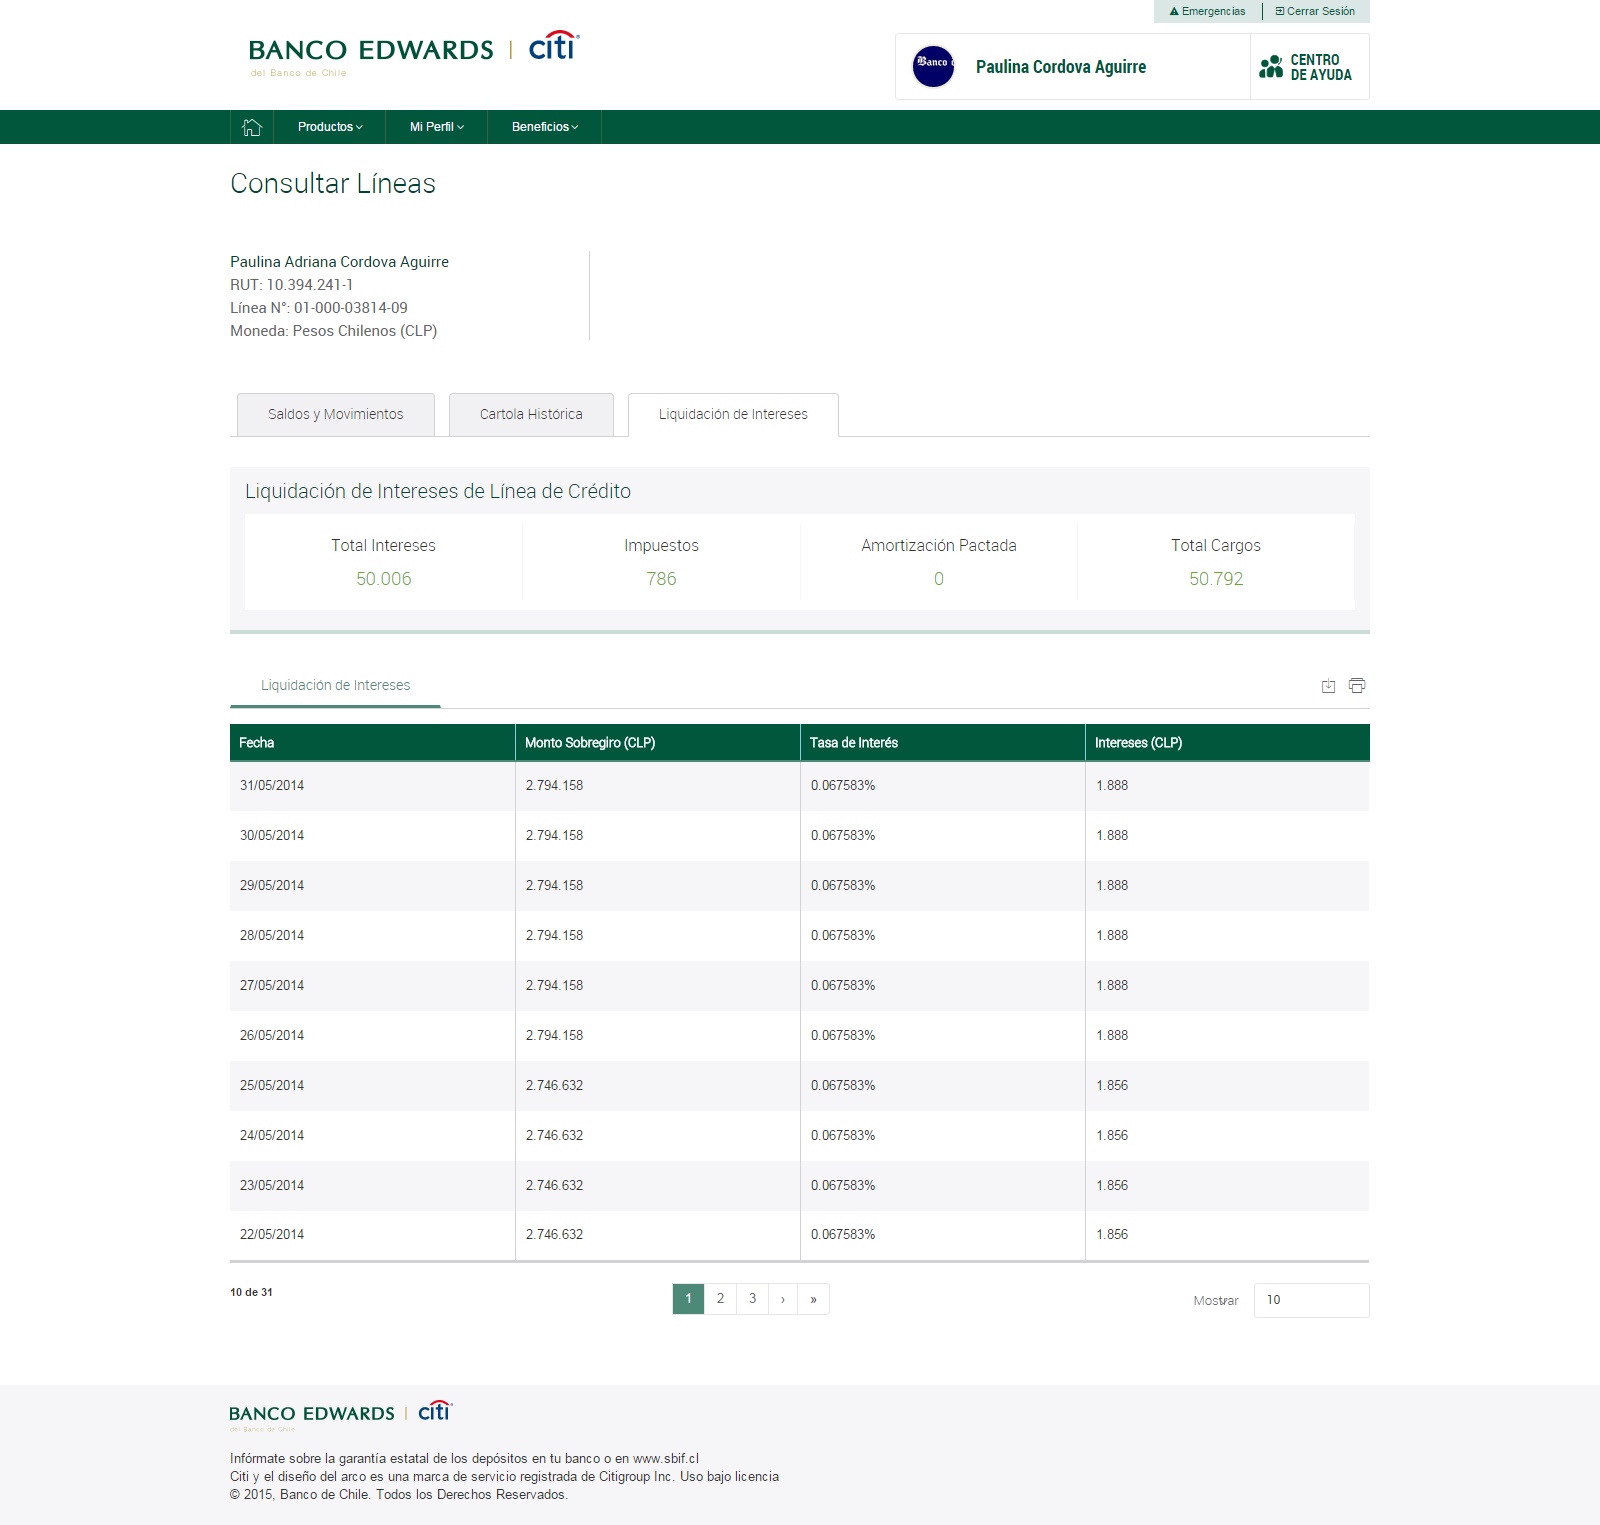 Emergencias
Cerrar Sesión
BANCO EDWARDS | citi
del Banco de Chile
Banco
Paulina Cordova Aguirre
CENTRO
DE AYUDA
Productos
Mi Perfil
Beneficios
Consultar Líneas
Paulina Adriana Cordova Aguirre
RUT: 10.394.241-1
Línea N°: 01-000-03814-09
Moneda: Pesos Chilenos (CLP)
Saldos y Movimientos
Cartola Histórica
Liquidación de Intereses
Liquidación de Intereses de Línea de Crédito
Total Intereses
50.006
Impuestos
786
Amortización Pactada
0
Total Cargos
50.792
Liquidación de Intereses
Fecha Monto Sobregiro (CLP) Tasa de Interés Intereses (CLP)
31/05/2014 2.794.158 0.067583% 1.888
30/05/2014 2.794.158 0.067583% 1.888
29/05/2014 2.794.158 0.067583% 1.888
28/05/2014 2.794.158 0.067583% 1.888
27/05/2014 2.794.158 0.067583% 1.888
26/05/2014 2.794.158 0.067583% 1.888
25/05/2014 2.746.632 0.067583% 1.856
24/05/2014 2.746.632 0.067583% 1.856
23/05/2014 2.746.632 0.067583% 1.856
22/05/2014 2.746.632 0.067583% 1.856
10 de 31
1 2 3 › »
Mostrar 10
BANCO EDWARDS | citi
del Banco de Chile
Infórmate sobre la garantía estatal de los depósitos en tu banco o en www.sbif.cl
Citi y el diseño del arco es una marca de servicio registrada de Citigroup Inc. Uso bajo licencia
© 2015, Banco de Chile. Todos los Derechos Reservados.